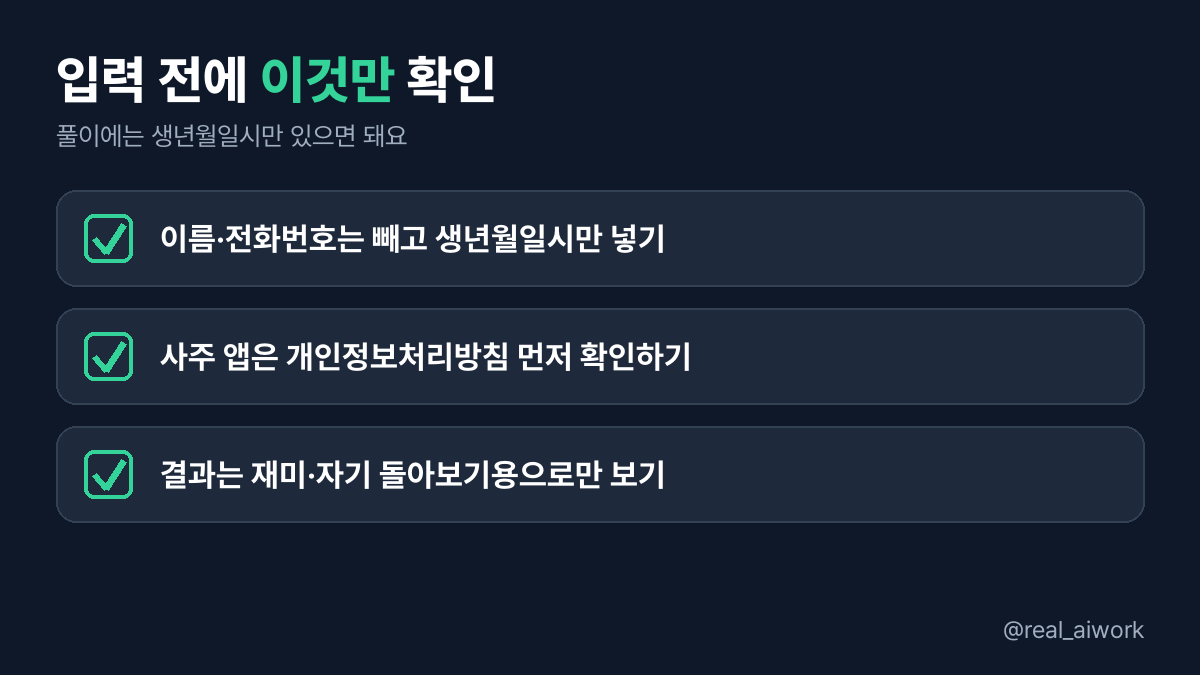 입력 전에 이것만 확인
풀이에는 생년월일시만 있으면 돼요
이름·전화번호는 빼고 생년월일시만 넣기
사주 앱은 개인정보처리방침 먼저 확인하기
결과는 재미·자기 돌아보기용으로만 보기
@real_aiwork